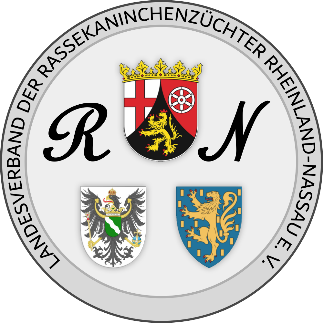 LANDESVERBAND DER RASSEKANINCHENZÜCHTER RHEINLAND-NASSAU E. V.
R N